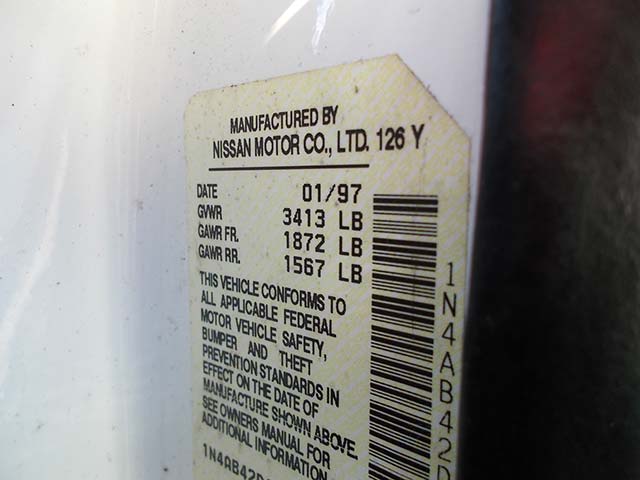 MANUFACTURED BY
NISSAN MOTOR CO., LTD. 126 Y
DATE 01/97
GVWR 3413 LB
GAWR FR. 1872 LB
GAWR RR. 1567 LB
THIS VEHICLE CONFORMS TO
ALL APPLICABLE FEDERAL
MOTOR VEHICLE SAFETY,
BUMPER AND THEFT
PREVENTION STANDARDS IN
EFFECT ON THE DATE OF
MANUFACTURE SHOWN ABOVE.
SEE OWNERS MANUAL FOR
ADDITIONAL INFORMATION
1N4AB42D
1N4AB42D